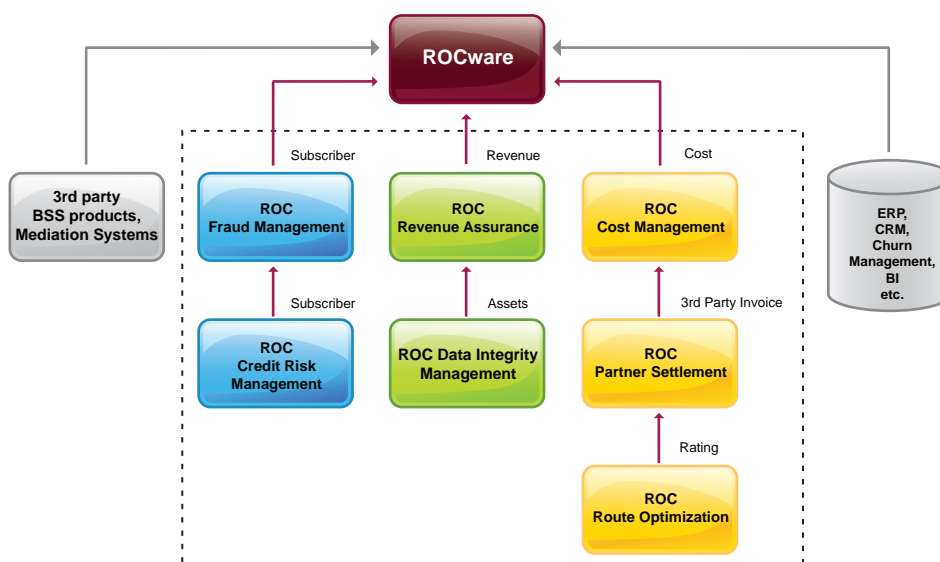 ROCware
Subscriber
Revenue
Cost
3rd party
BSS products,
Mediation Systems
ROC
Fraud Management
ROC
Revenue Assurance
ROC
Cost Management
ERP,
CRM,
Churn
Management,
BI
etc.
Subscriber
Assets
3rd Party Invoice
ROC
Credit Risk
Management
ROC Data Integrity
Management
ROC
Partner Settlement
Rating
ROC
Route Optimization